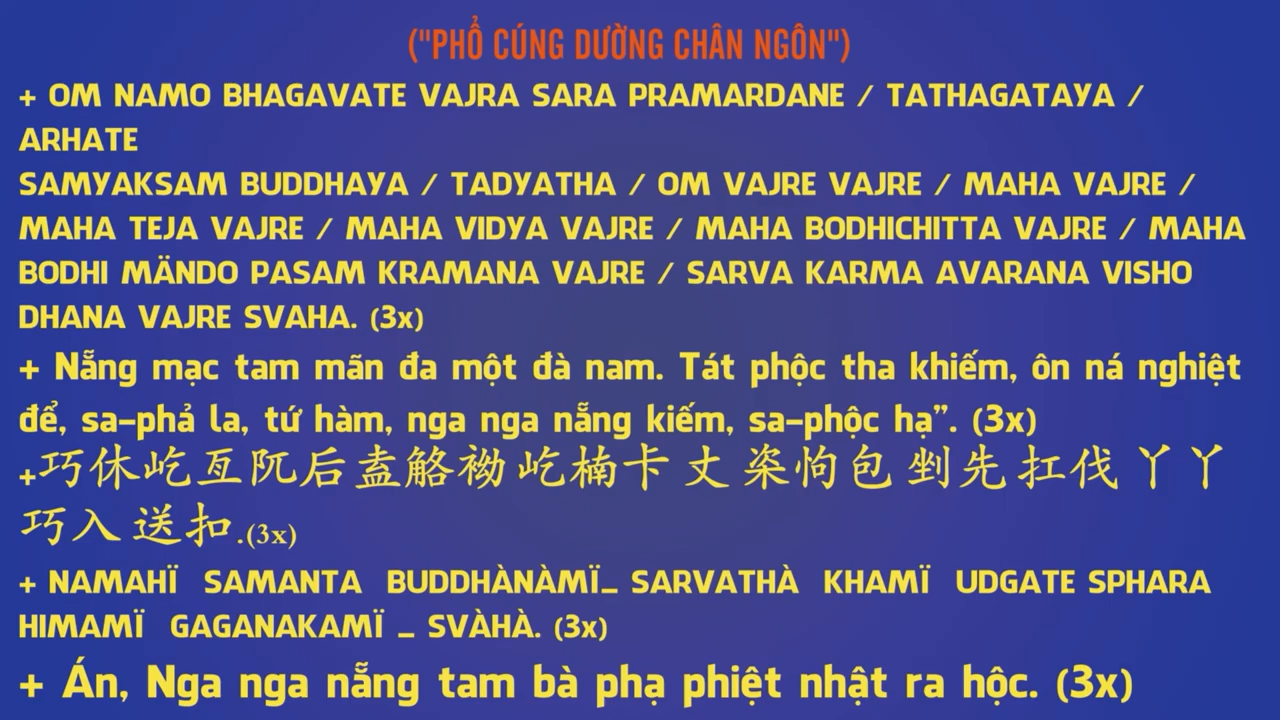 ("PHỔ CÚNG DƯỜNG CHÂN NGÔN")
+ OM NAMO BHAGAVATE VAJRA SARA PRAMARDANE / TATHAGATAYA /
ARHATE
SAMYAKSAM BUDDHAYA / TADYATHA / OM VAJRE VAJRE / MAHA VAJRE /
MAHA TEJA VAJRE / MAHA VIDYA VAJRE / MAHA BODHICHITTA VAJRE / MAHA
BODHI MÄNDO PASAM KRAMANA VAJRE / SARVA KARMA AVARANA VISHO
DHANA VAJRE SVAHA. (3x)
+ Nẵng mạc tam mãn đa một đà nam. Tát phộc tha khiếm, ôn ná nghiệt
để, sa-phả la, tứ hàm, nga nga nẵng kiếm, sa-phộc hạ”. (3x)
+巧休屹亙阢后盍觡袎屹楠卡丈 桼怐包 剉先 扛伐 丫丫
巧入 送扣.(3x)
+ NAMAHÏ SAMANTA BUDDHÀNÀMÏ_ SARVATHÀ KHAMÏ UDGATE SPHARA
HIMAMÏ GAGANAKAMÏ _ SVÀHÀ. (3x)
+ Án, Nga nga nẵng tam bà phạ phiệt nhật ra hộc. (3x)